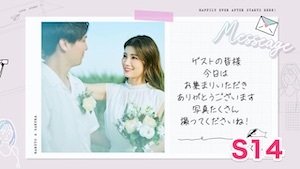 HAPPILY EVER AFTER STARTS HERE!
Message
ゲストの皆様
今日は
お集まりいただき
ありがとうございます
写真たくさん
撮ってくださいね!
S14